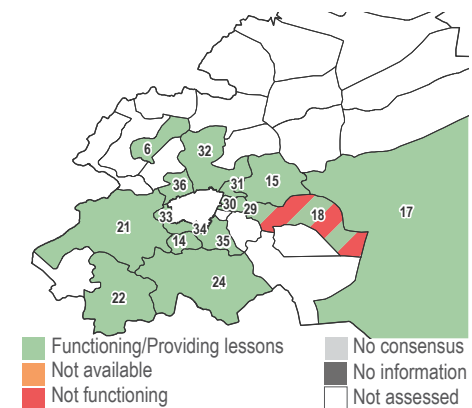 6
32
36
31
15
17
33
30
29
18
21
34
14
35
24
22
Functioning/Providing lessons
Not available
Not functioning
No consensus
No information
Not assessed